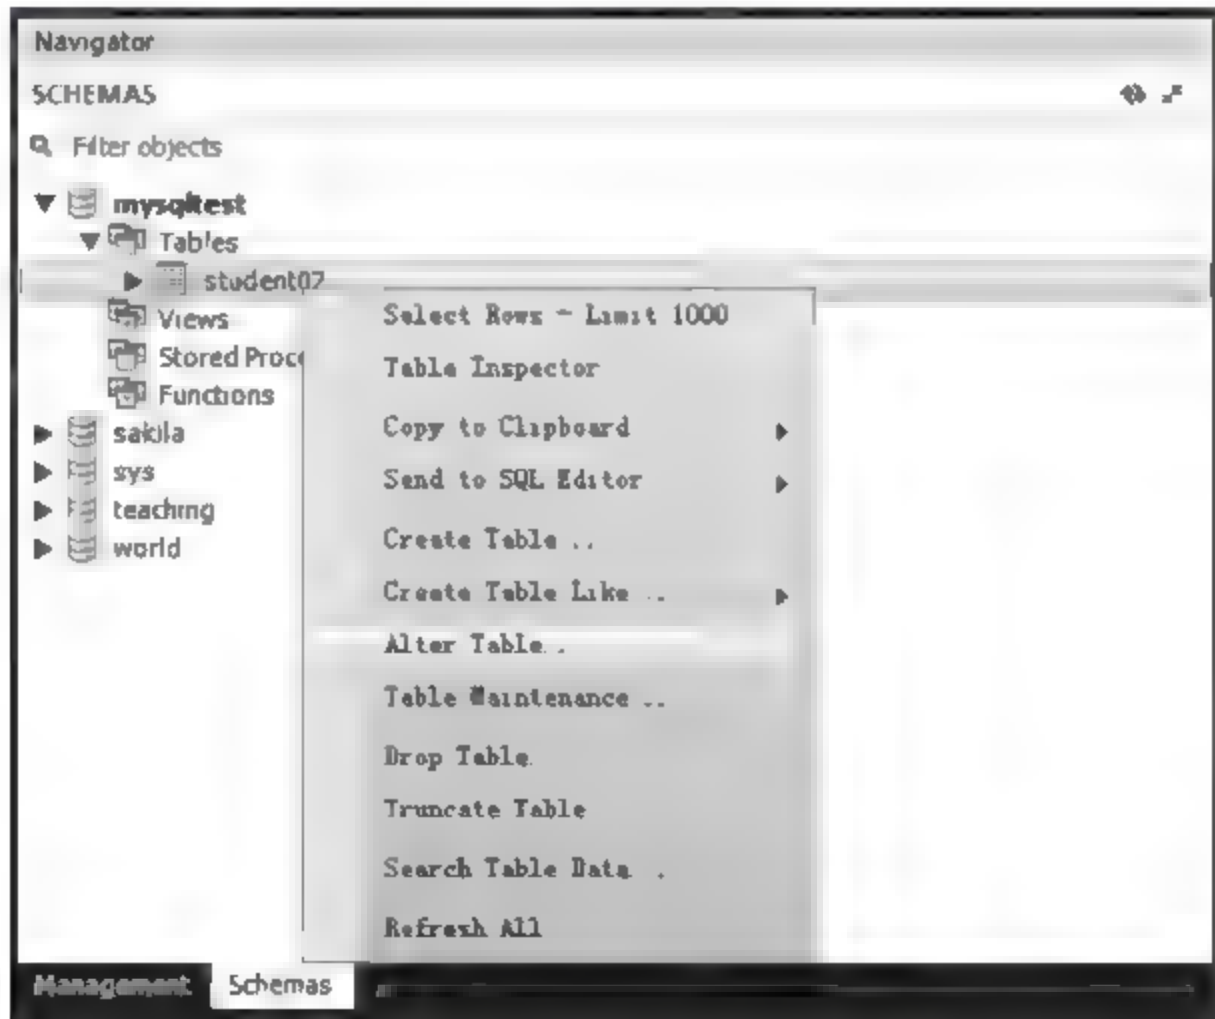 Navigator
SCHEMAS
Filter objects
mysqltest
Tables
student02
Views
Stored Proce
Functions
sakila
sys
teaching
world
Select Rows - Limit 1000
Table Inspector
Copy to Clipboard
Send to SQL Editor
Create Table ..
Create Table Like ..
Alter Table..
Table Maintenance ..
Drop Table.
Truncate Table
Search Table Data .
Refresh All
Management Schemas